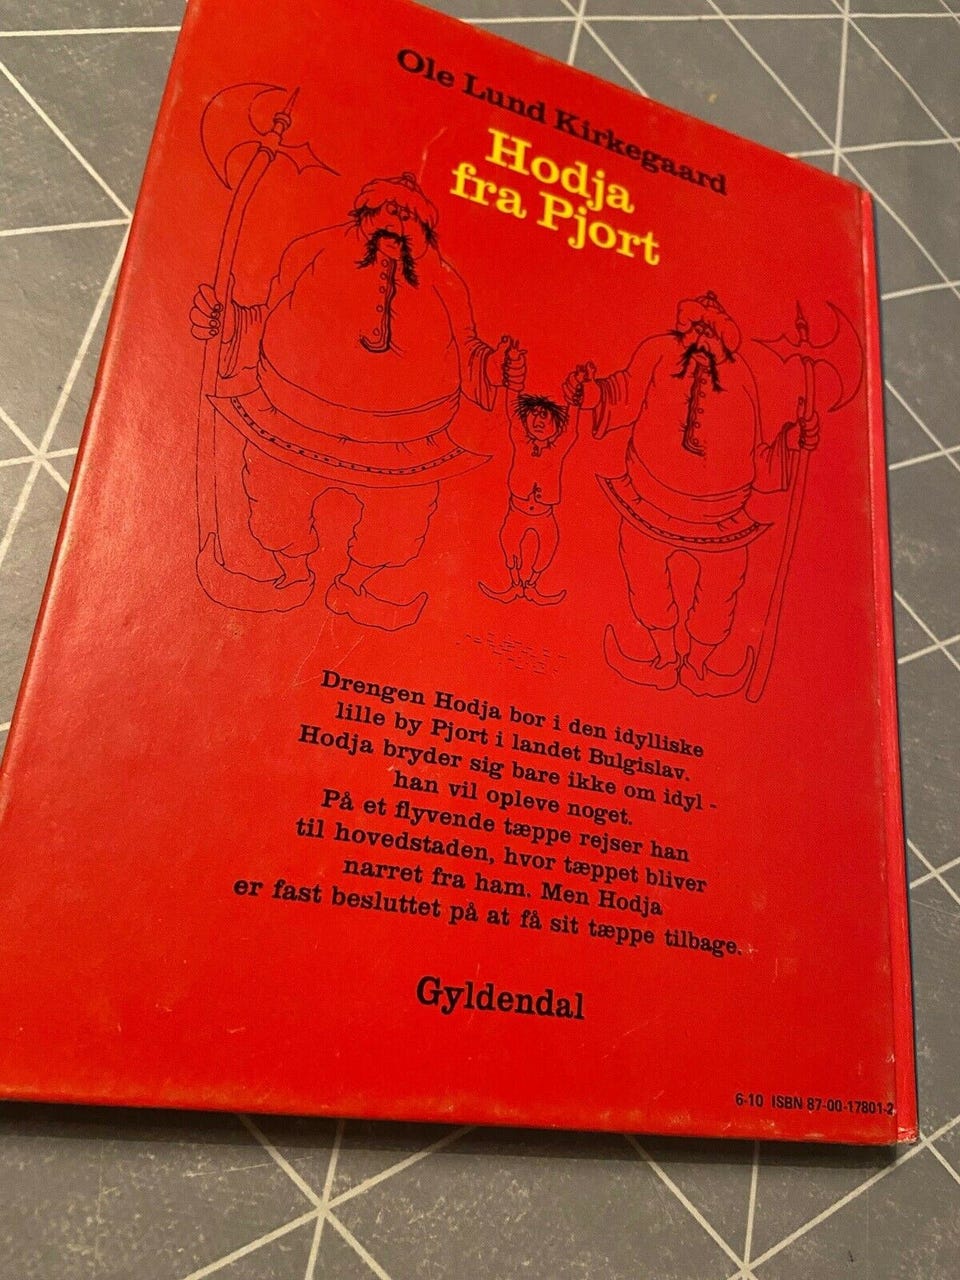 Ole Lund Kirkegaard
Hodja
fra Pjort
Drengen Hodja bor i den idylliske
lille by Pjort i landet Bulgislav.
Hodja bryder sig bare ikke om idyl -
han vil opleve noget.
På et flyvende tæppe rejser han
til hovedstaden, hvor tæppet bliver
narret fra ham. Men Hodja
er fast besluttet på at få sit tæppe tilbage.
Gyldendal
6-10 ISBN 87-00-17801-2